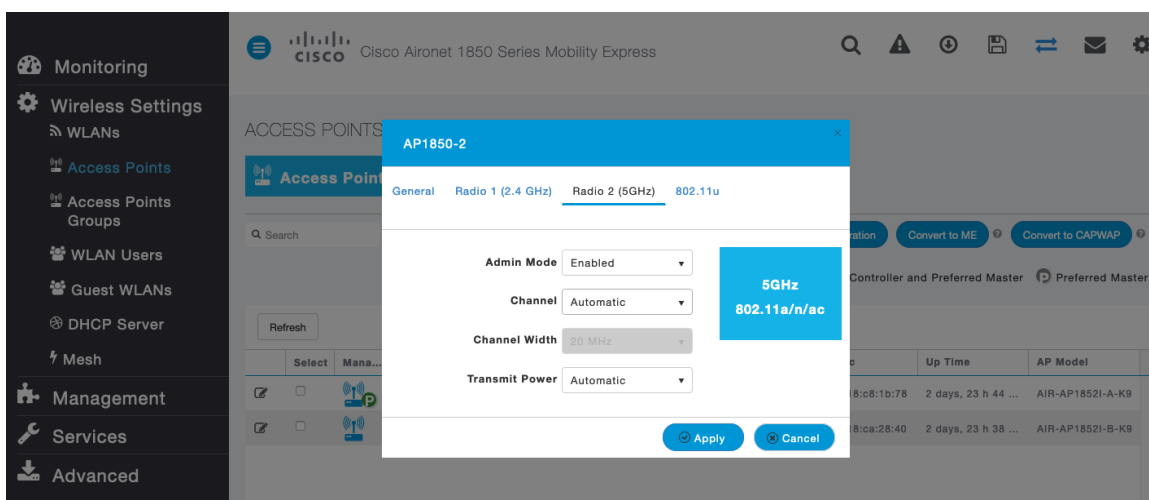 CISCO
Cisco Aironet 1850 Series Mobility Express
Monitoring
Wireless Settings
WLANs
Access Points
Access Points
Groups
WLAN Users
Guest WLANs
DHCP Server
Mesh
Management
Services
Advanced
ACCESS POINTS
Access Point
Search
Convert to ME
Convert to CAPWAP
Controller and Preferred Master
P Preferred Master
Refresh
Select Mana... Up Time AP Model
P 18:c8:1b:78 2 days, 23 h 44 ... AIR-AP1852I-A-K9
8:ca:28:40 2 days, 23 h 38 ... AIR-AP1852I-B-K9
AP1850-2
×
General Radio 1 (2.4 GHz) Radio 2 (5GHz) 802.11u
Admin Mode Enabled
Channel Automatic
Channel Width 20 MHz
Transmit Power Automatic
5GHz
802.11a/n/ac
Apply Cancel